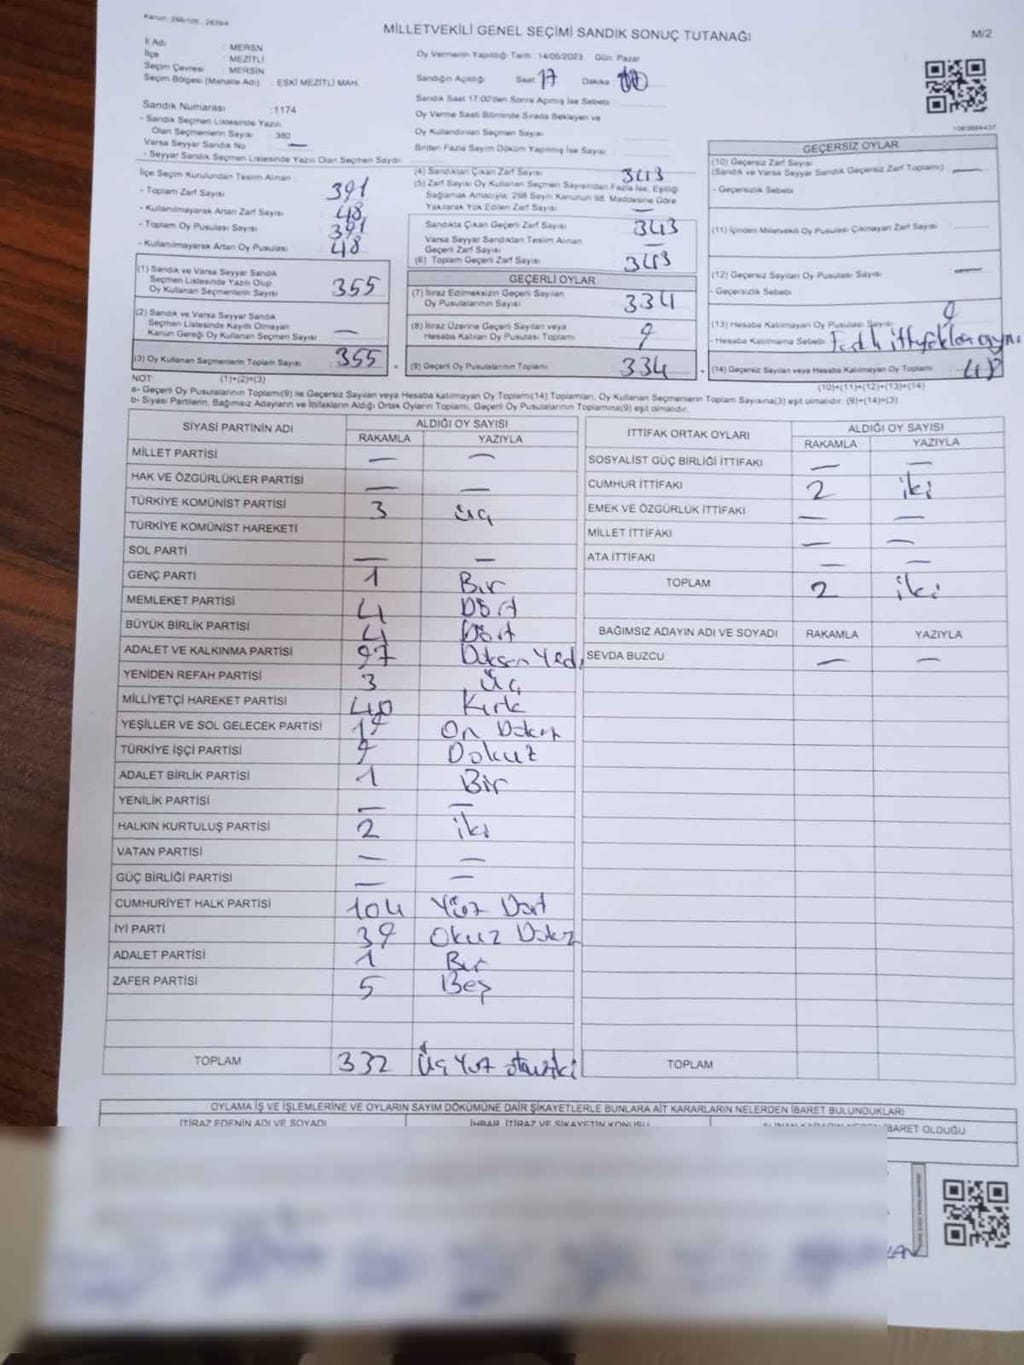 Kanun: 298/105 , 2839/4
MİLLETVEKİLİ GENEL SEÇİMİ SANDIK SONUÇ TUTANAĞI
M/2
İl Adı : MERSİN
İlçe : MEZİTLİ
Seçim Çevresi : MERSİN
Seçim Bölgesi (Mahalle Adı) : ESKİ MEZİTLİ MAH.
Sandık Numarası : 1174
- Sandık Seçmen Listesinde Yazılı
Olan Seçmenlerin Sayısı 380
Varsa Seyyar Sandık No —
- Seyyar Sandık Seçmen Listesinde Yazılı Olan Seçmen Sayısı
Oy Vermenin Yapıldığı Tarih : 14/05/2023 Gün: Pazar
Sandığın Açıldığı Saat: 17 Dakika: 00
Sandık Saat 17:00'den Sonra Açılmış İse Sebebi
Oy Verme Saati Bitiminde Sırada Bekleyen ve
Oy Kullandırılan Seçmen Sayısı
Birden Fazla Sayım Döküm Yapılmış İse Sayısı
İlçe Seçim Kurulundan Teslim Alınan :
- Toplam Zarf Sayısı 391
- Kullanılmayarak Artan Zarf Sayısı 48
- Toplam Oy Pusulası Sayısı 391
- Kullanılmayarak Artan Oy Pusulası 48
(1) Sandık ve Varsa Seyyar Sandık
Seçmen Listesinde Yazılı Olup
Oy Kullanan Seçmenlerin Sayısı 355
(2) Sandık ve Varsa Seyyar Sandık
Seçmen Listesinde Kayıtlı Olmayan
Kanun Gereği Oy Kullanan Seçmen Sayısı —
(3) Oy Kullanan Seçmenlerin Toplam Sayısı 355
(4) Sandıktan Çıkan Zarf Sayısı 343
(5) Zarf Sayısı Oy Kullanan Seçmen Sayısından Fazla İse, Eşitliği
Sağlamak Amacıyla; 298 Sayılı Kanunun 98. Maddesine Göre
Yakılarak Yok Edilen Zarf Sayısı —
Sandıkta Çıkan Geçerli Zarf Sayısı 343
Varsa Seyyar Sandıktan Teslim Alınan
Geçerli Zarf Sayısı —
(6) Toplam Geçerli Zarf Sayısı 343
GEÇERLİ OYLAR
(7) İtiraz Edilmeksizin Geçerli Sayılan
Oy Pusulalarının Sayısı 334
(8) İtiraz Üzerine Geçerli Sayılan veya
Hesaba Katılan Oy Pusulası Toplamı 9
(9) Geçerli Oy Pusulalarının Toplamı 334
GEÇERSİZ OYLAR
(10) Geçersiz Zarf Sayısı
(Sandık ve Varsa Seyyar Sandık Geçersiz Zarf Toplamı) —
- Geçersizlik Sebebi
(11) İçinden Milletvekili Oy Pusulası Çıkmayan Zarf Sayısı
(12) Geçersiz Sayılan Oy Pusulası Sayısı —
- Geçersizlik Sebebi
(13) Hesaba Katılmayan Oy Pusulası Sayısı 9
- Hesaba Katılmama Sebebi
(14) Geçersiz Sayılan veya Hesaba Katılmayan Oy Toplamı 48
NOT: (1)+(2)=(3)
(10)+(11)+(12)+(13)=(14)
a- Geçerli Oy Pusulalarının Toplamı(9) ile Geçersiz Sayılan veya Hesaba katılmayan Oy Toplamı(14) Toplamları, Oy Kullanan Seçmenlerin Toplam Sayısına(3) eşit olmalıdır. (9)+(14)=(3)
b- Siyasi Partilerin, Bağımsız Adayların ve İttifakların Aldığı Ortak Oyların Toplamı, Geçerli Oy Pusulalarının Toplamına(9) eşit olmalıdır.
SİYASİ PARTİNİN ADI ALDIĞI OY SAYISI
RAKAMLA YAZIYLA
MİLLET PARTİSİ — —
HAK VE ÖZGÜRLÜKLER PARTİSİ — —
TÜRKİYE KOMÜNİST PARTİSİ 3 üç
TÜRKİYE KOMÜNİST HAREKETİ
SOL PARTİ — —
GENÇ PARTİ 1 Bir
MEMLEKET PARTİSİ 4 Dört
BÜYÜK BİRLİK PARTİSİ 4 Dört
ADALET VE KALKINMA PARTİSİ 97 Doksan Yedi
YENİDEN REFAH PARTİSİ 3 Üç
MİLLİYETÇİ HAREKET PARTİSİ 40 Kırk
YEŞİLLER VE SOL GELECEK PARTİSİ 19 On Dokuz
TÜRKİYE İŞÇİ PARTİSİ 9 Dokuz
ADALET BİRLİK PARTİSİ 1 Bir
YENİLİK PARTİSİ — —
HALKIN KURTULUŞ PARTİSİ 2 iki
VATAN PARTİSİ — —
GÜÇ BİRLİĞİ PARTİSİ — —
CUMHURİYET HALK PARTİSİ 104 Yüz Dört
İYİ PARTİ 39 Okuz Dokuz
ADALET PARTİSİ 1 Bir
ZAFER PARTİSİ 5 Beş
TOPLAM 332 Üç Yüz otuziki
İTTİFAK ORTAK OYLARI ALDIĞI OY SAYISI
RAKAMLA YAZIYLA
SOSYALİST GÜÇ BİRLİĞİ İTTİFAKI — —
CUMHUR İTTİFAKI 2 iki
EMEK VE ÖZGÜRLÜK İTTİFAKI — —
MİLLET İTTİFAKI — —
ATA İTTİFAKI — —
TOPLAM 2 iki
BAĞIMSIZ ADAYIN ADI VE SOYADI RAKAMLA YAZIYLA
SEVDA BUZCU — —
TOPLAM
OYLAMA İŞ VE İŞLEMLERİNE VE OYLARIN SAYIM DÖKÜMÜNE DAİR ŞİKAYETLERLE BUNLARA AİT KARARLARIN NELERDEN İBARET BULUNDUKLARI
İTİRAZ EDENİN ADI VE SOYADI İHBAR, İTİRAZ VE ŞİKAYETİN KONUSU İBARET OLDUĞU